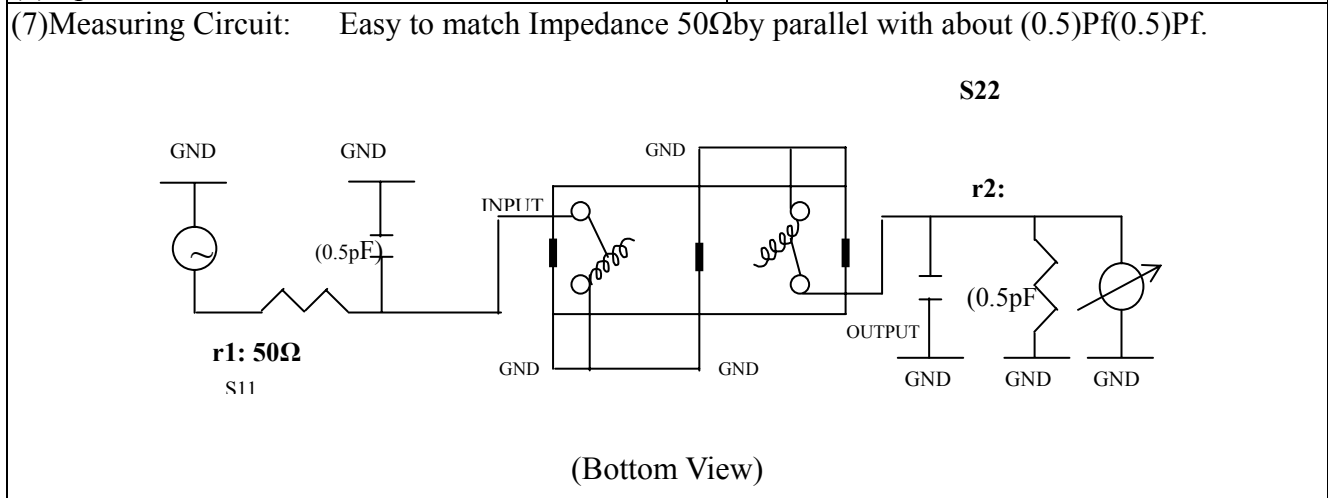 (7)Measuring Circuit: Easy to match Impedance 50Ωby parallel with about (0.5)Pf(0.5)Pf.
S22
GND GND GND
r2:
INPUT
(0.5pF)
(0.5pF
OUTPUT
r1: 50Ω
GND GND
GND GND GND
S11
(Bottom View)